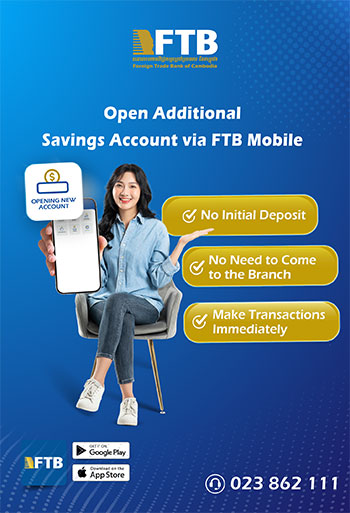 FTB
Foreign Trade Bank of Cambodia
Open Additional
Savings Account via FTB Mobile
OPENING NEW
ACCOUNT
No Initial Deposit
No Need to Come
to the Branch
Make Transactions
Immediately
FTB
GET IT ON
Google Play
Download on the
App Store
023 862 111